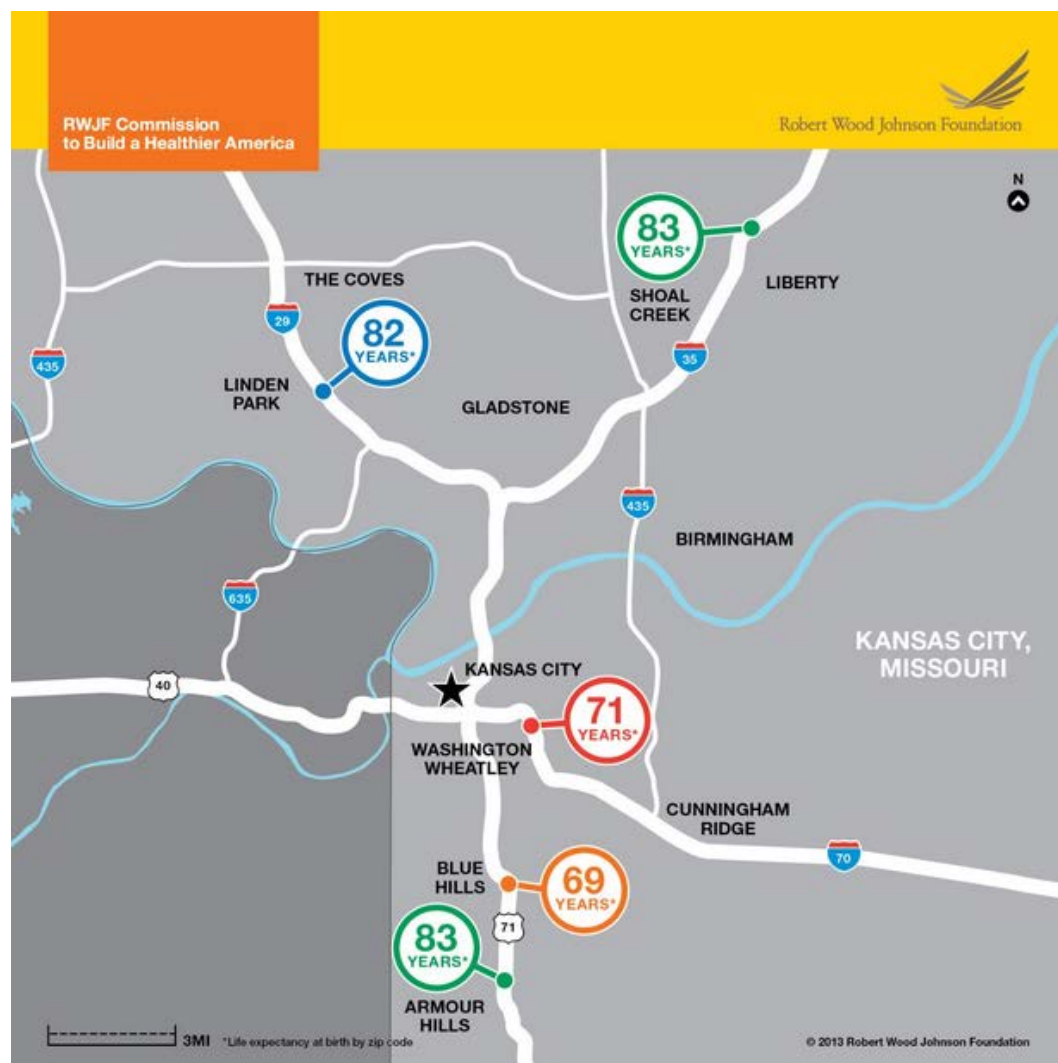 RWJF Commission
to Build a Healthier America
Robert Wood Johnson Foundation
N
83
YEARS*
SHOAL
CREEK
LIBERTY
THE COVES
29
82
YEARS*
435
35
LINDEN
PARK
GLADSTONE
435
BIRMINGHAM
635
KANSAS CITY,
MISSOURI
KANSAS CITY
40
71
YEARS*
WASHINGTON
WHEATLEY
CUNNINGHAM
RIDGE
70
BLUE
HILLS
69
YEARS*
71
83
YEARS*
ARMOUR
HILLS
3MI
*Life expectancy at birth by zip code
© 2013 Robert Wood Johnson Foundation